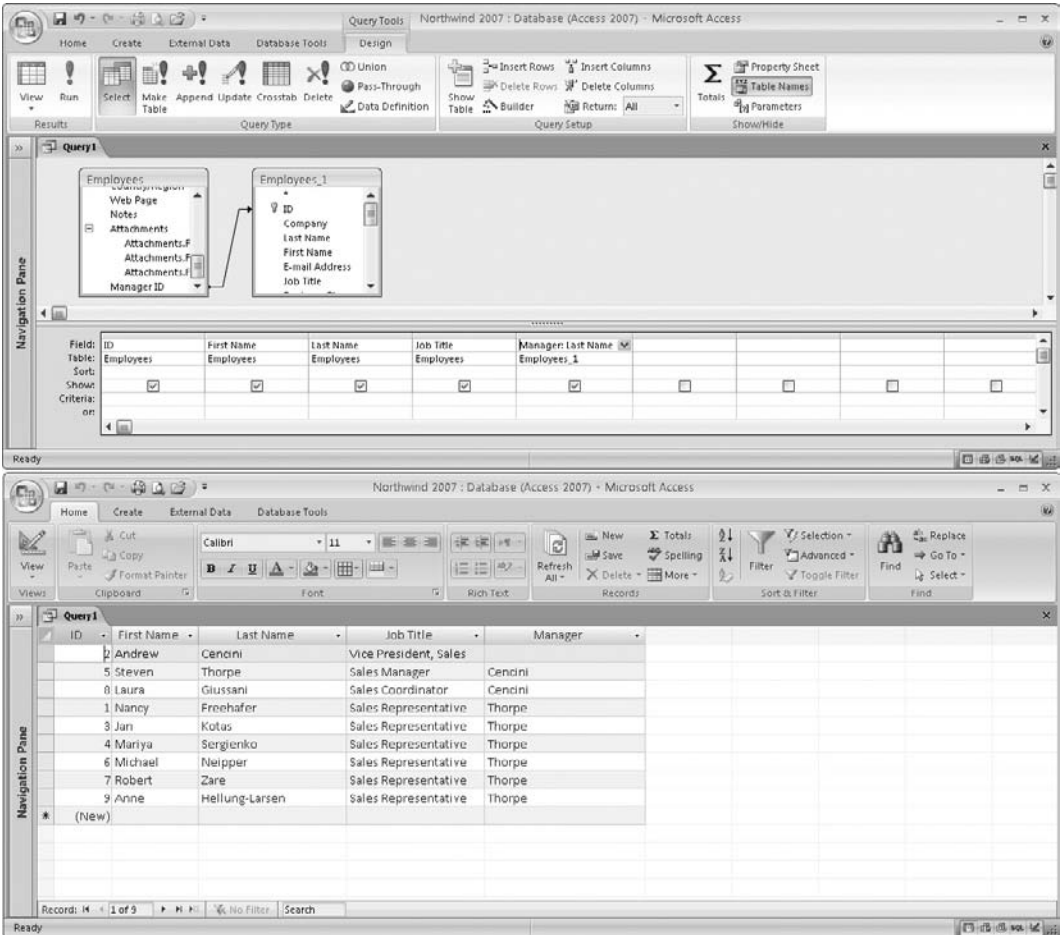 Query Tools Northwind 2007 : Database (Access 2007) - Microsoft Access
Home Create External Data Database Tools Design
View Run Select Make Table Append Update Crosstab Delete
Union
Pass-Through
Data Definition
Show Table
Insert Rows Insert Columns
Delete Rows Delete Columns
Builder Return: All
Totals
Property Sheet
Table Names
Parameters
Results Query Type Query Setup Show/Hide
Query1
Navigation Pane
Employees
Web Page
Notes
Attachments
Attachments.F
Attachments.F
Attachments.F
Manager ID
Employees_1
*
ID
Company
Last Name
First Name
E-mail Address
Job Title
Field: ID First Name Last Name Job Title Manager: Last Name
Table: Employees Employees Employees Employees Employees_1
Sort:
Show:
Criteria:
or:
Ready SQL
Northwind 2007 : Database (Access 2007) - Microsoft Access
Home Create External Data Database Tools
View
Paste
Cut
Copy
Format Painter
Calibri 11
B I U A
Refresh All
New Totals
Save Spelling
Delete More
Filter
Selection
Advanced
Toggle Filter
Find
Replace
Go To
Select
Views Clipboard Font Rich Text Records Sort & Filter Find
Query1
Navigation Pane
ID First Name Last Name Job Title Manager
2 Andrew Cencini Vice President, Sales
5 Steven Thorpe Sales Manager Cencini
8 Laura Giussani Sales Coordinator Cencini
1 Nancy Freehafer Sales Representative Thorpe
3 Jan Kotas Sales Representative Thorpe
4 Mariya Sergienko Sales Representative Thorpe
6 Michael Neipper Sales Representative Thorpe
7 Robert Zare Sales Representative Thorpe
9 Anne Hellung-Larsen Sales Representative Thorpe
* (New)
Record: 1 of 9 No Filter Search
Ready SQL